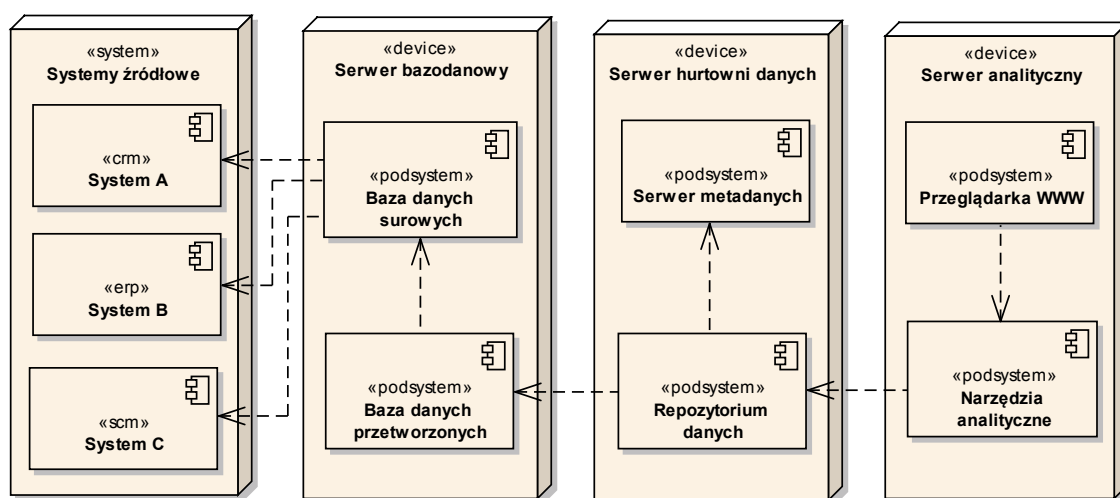 «system»
Systemy źródłowe
«crm»
System A
«erp»
System B
«scm»
System C
«device»
Serwer bazodanowy
«podsystem»
Baza danych
surowych
«podsystem»
Baza danych
przetworzonych
«device»
Serwer hurtowni danych
«podsystem»
Serwer metadanych
«podsystem»
Repozytorium
danych
«device»
Serwer analityczny
«podsystem»
Przeglądarka WWW
«podsystem»
Narzędzia
analityczne